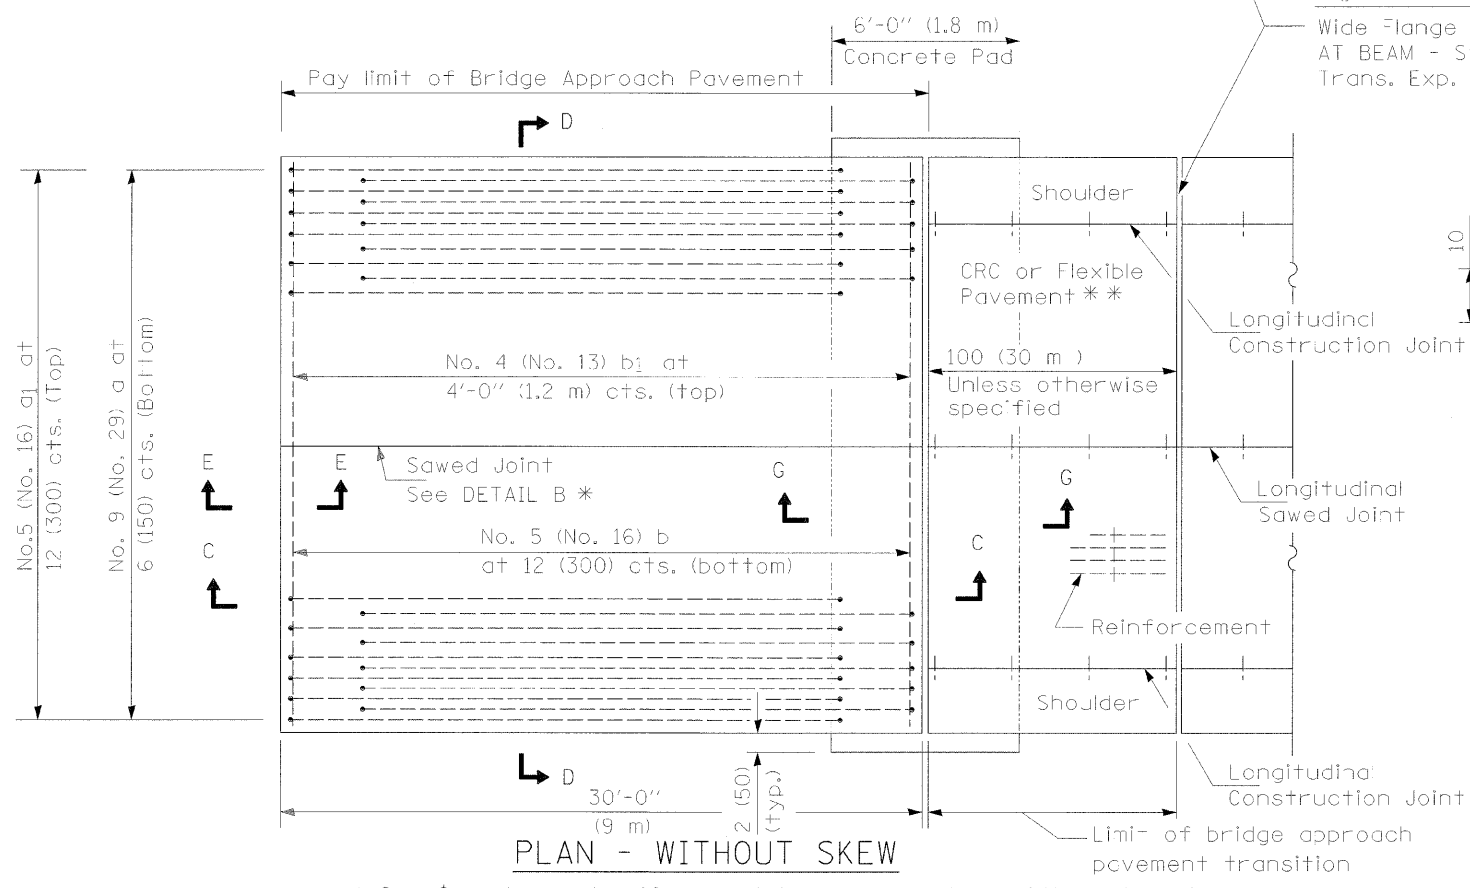 6'-0" (1.8 m)
Concrete Pad
Wide Flange
AT BEAM - S
Trans. Exp.
Pay limit of Bridge Approach Pavement
D
Shoulder
10
CRC or Flexible
Pavement * *
Longitudinal
Construction Joint
No.5 (No. 16) a1 at
12 (300) cts. (Top)
No. 9 (No. 29) a at
6 (150) cts. (Bottom)
No. 4 (No. 13) b1 at
4'-0" (1.2 m) cts. (top)
100 (30 m )
Unless otherwise
specified
E
E
Sawed Joint
See DETAIL B *
G
G
Longitudinal
Sawed Joint
C
No. 5 (No. 16) b
at 12 (300) cts. (bottom)
C
Reinforcement
Shoulder
D
30'-0"
(9 m)
2 (50)
(typ.)
Longitudinal
Construction Joint
Limit of bridge approach
pavement transition
PLAN - WITHOUT SKEW